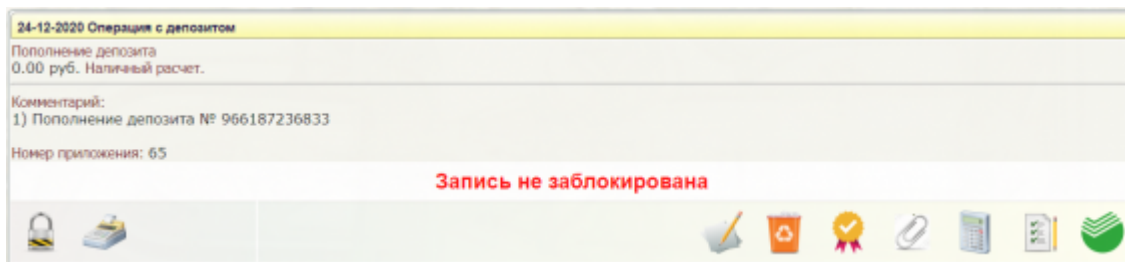 24-12-2020 Операция с депозитом
Пополнение депозита
0.00 руб. Наличный расчет.
Комментарий:
1) Пополнение депозита № 966187236833
Номер приложения: 65
Запись не заблокирована